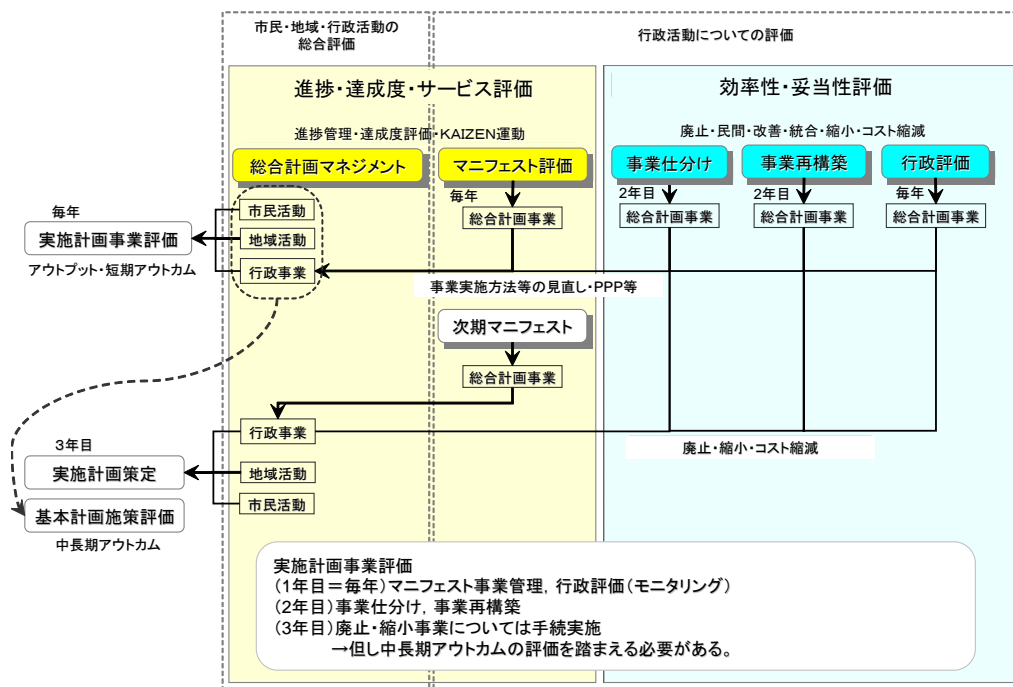 市民・地域・行政活動の
総合評価
行政活動についての評価
進捗・達成度・サービス評価
効率性・妥当性評価
進捗管理・達成度評価・KAIZEN運動
廃止・民間・改善・統合・縮小・コスト縮減
総合計画マネジメント
マニフェスト評価
事業仕分け
事業再構築
行政評価
毎年
2年目
2年目
毎年
毎年
市民活動
総合計画事業
総合計画事業
総合計画事業
総合計画事業
実施計画事業評価
地域活動
アウトプット・短期アウトカム
行政事業
事業実施方法等の見直し・PPP等
次期マニフェスト
総合計画事業
行政事業
3年目
廃止・縮小・コスト縮減
実施計画策定
地域活動
市民活動
基本計画施策評価
中長期アウトカム
実施計画事業評価
(1年目=毎年)マニフェスト事業管理，行政評価(モニタリング)
(2年目)事業仕分け，事業再構築
(3年目)廃止・縮小事業については手続実施
→但し中長期アウトカムの評価を踏まえる必要がある。